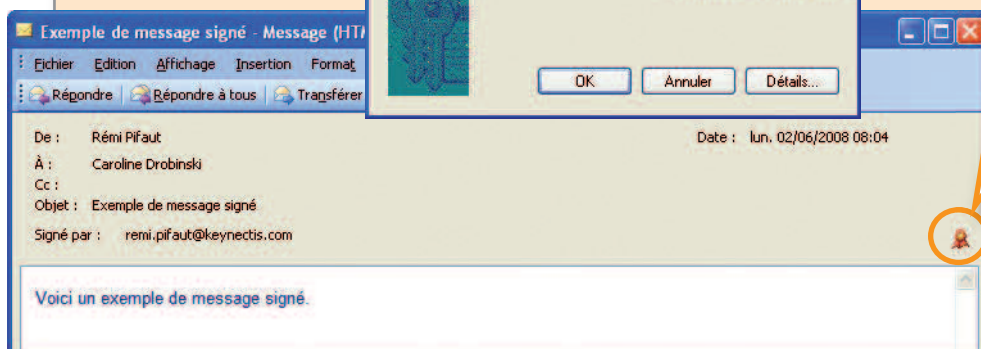 Exemple de message signé - Message (HT
Fichier Edition Affichage Insertion Format
Répondre Répondre à tous Transférer
OK Annuler Détails...
De : Rémi Pifaut
Date : lun. 02/06/2008 08:04
À : Caroline Drobinski
Cc :
Objet : Exemple de message signé
Signé par : remi.pifaut@keynectis.com
Voici un exemple de message signé.